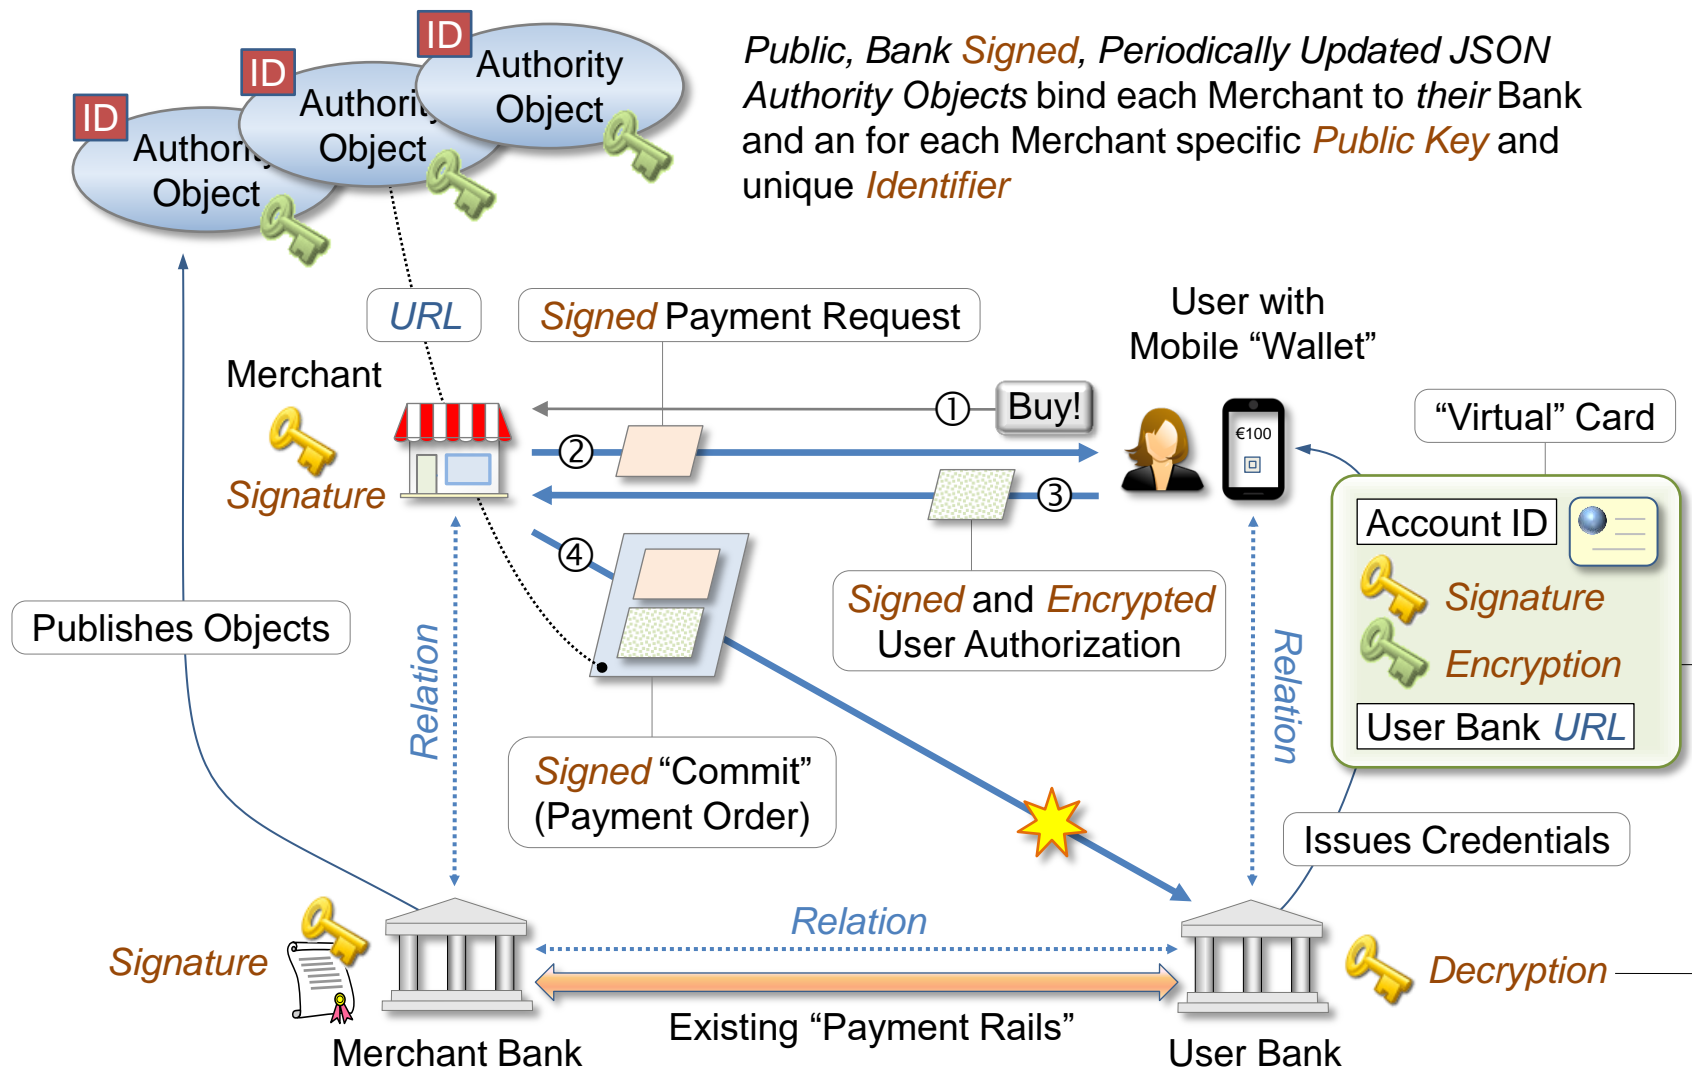 ID
Authority
Object
ID
Authority
Object
ID
Authority
Object
Public, Bank Signed, Periodically Updated JSON
Authority Objects bind each Merchant to their Bank
and an for each Merchant specific Public Key and
unique Identifier
URL
Signed Payment Request
User with
Mobile “Wallet”
Merchant
Signature
① Buy!
②
③
④
€100
“Virtual” Card
Account ID
Signature
Encryption
User Bank URL
Signed and Encrypted
User Authorization
Publishes Objects
Relation
Relation
Signed “Commit”
(Payment Order)
Issues Credentials
Relation
Signature
Decryption
Existing “Payment Rails”
Merchant Bank
User Bank